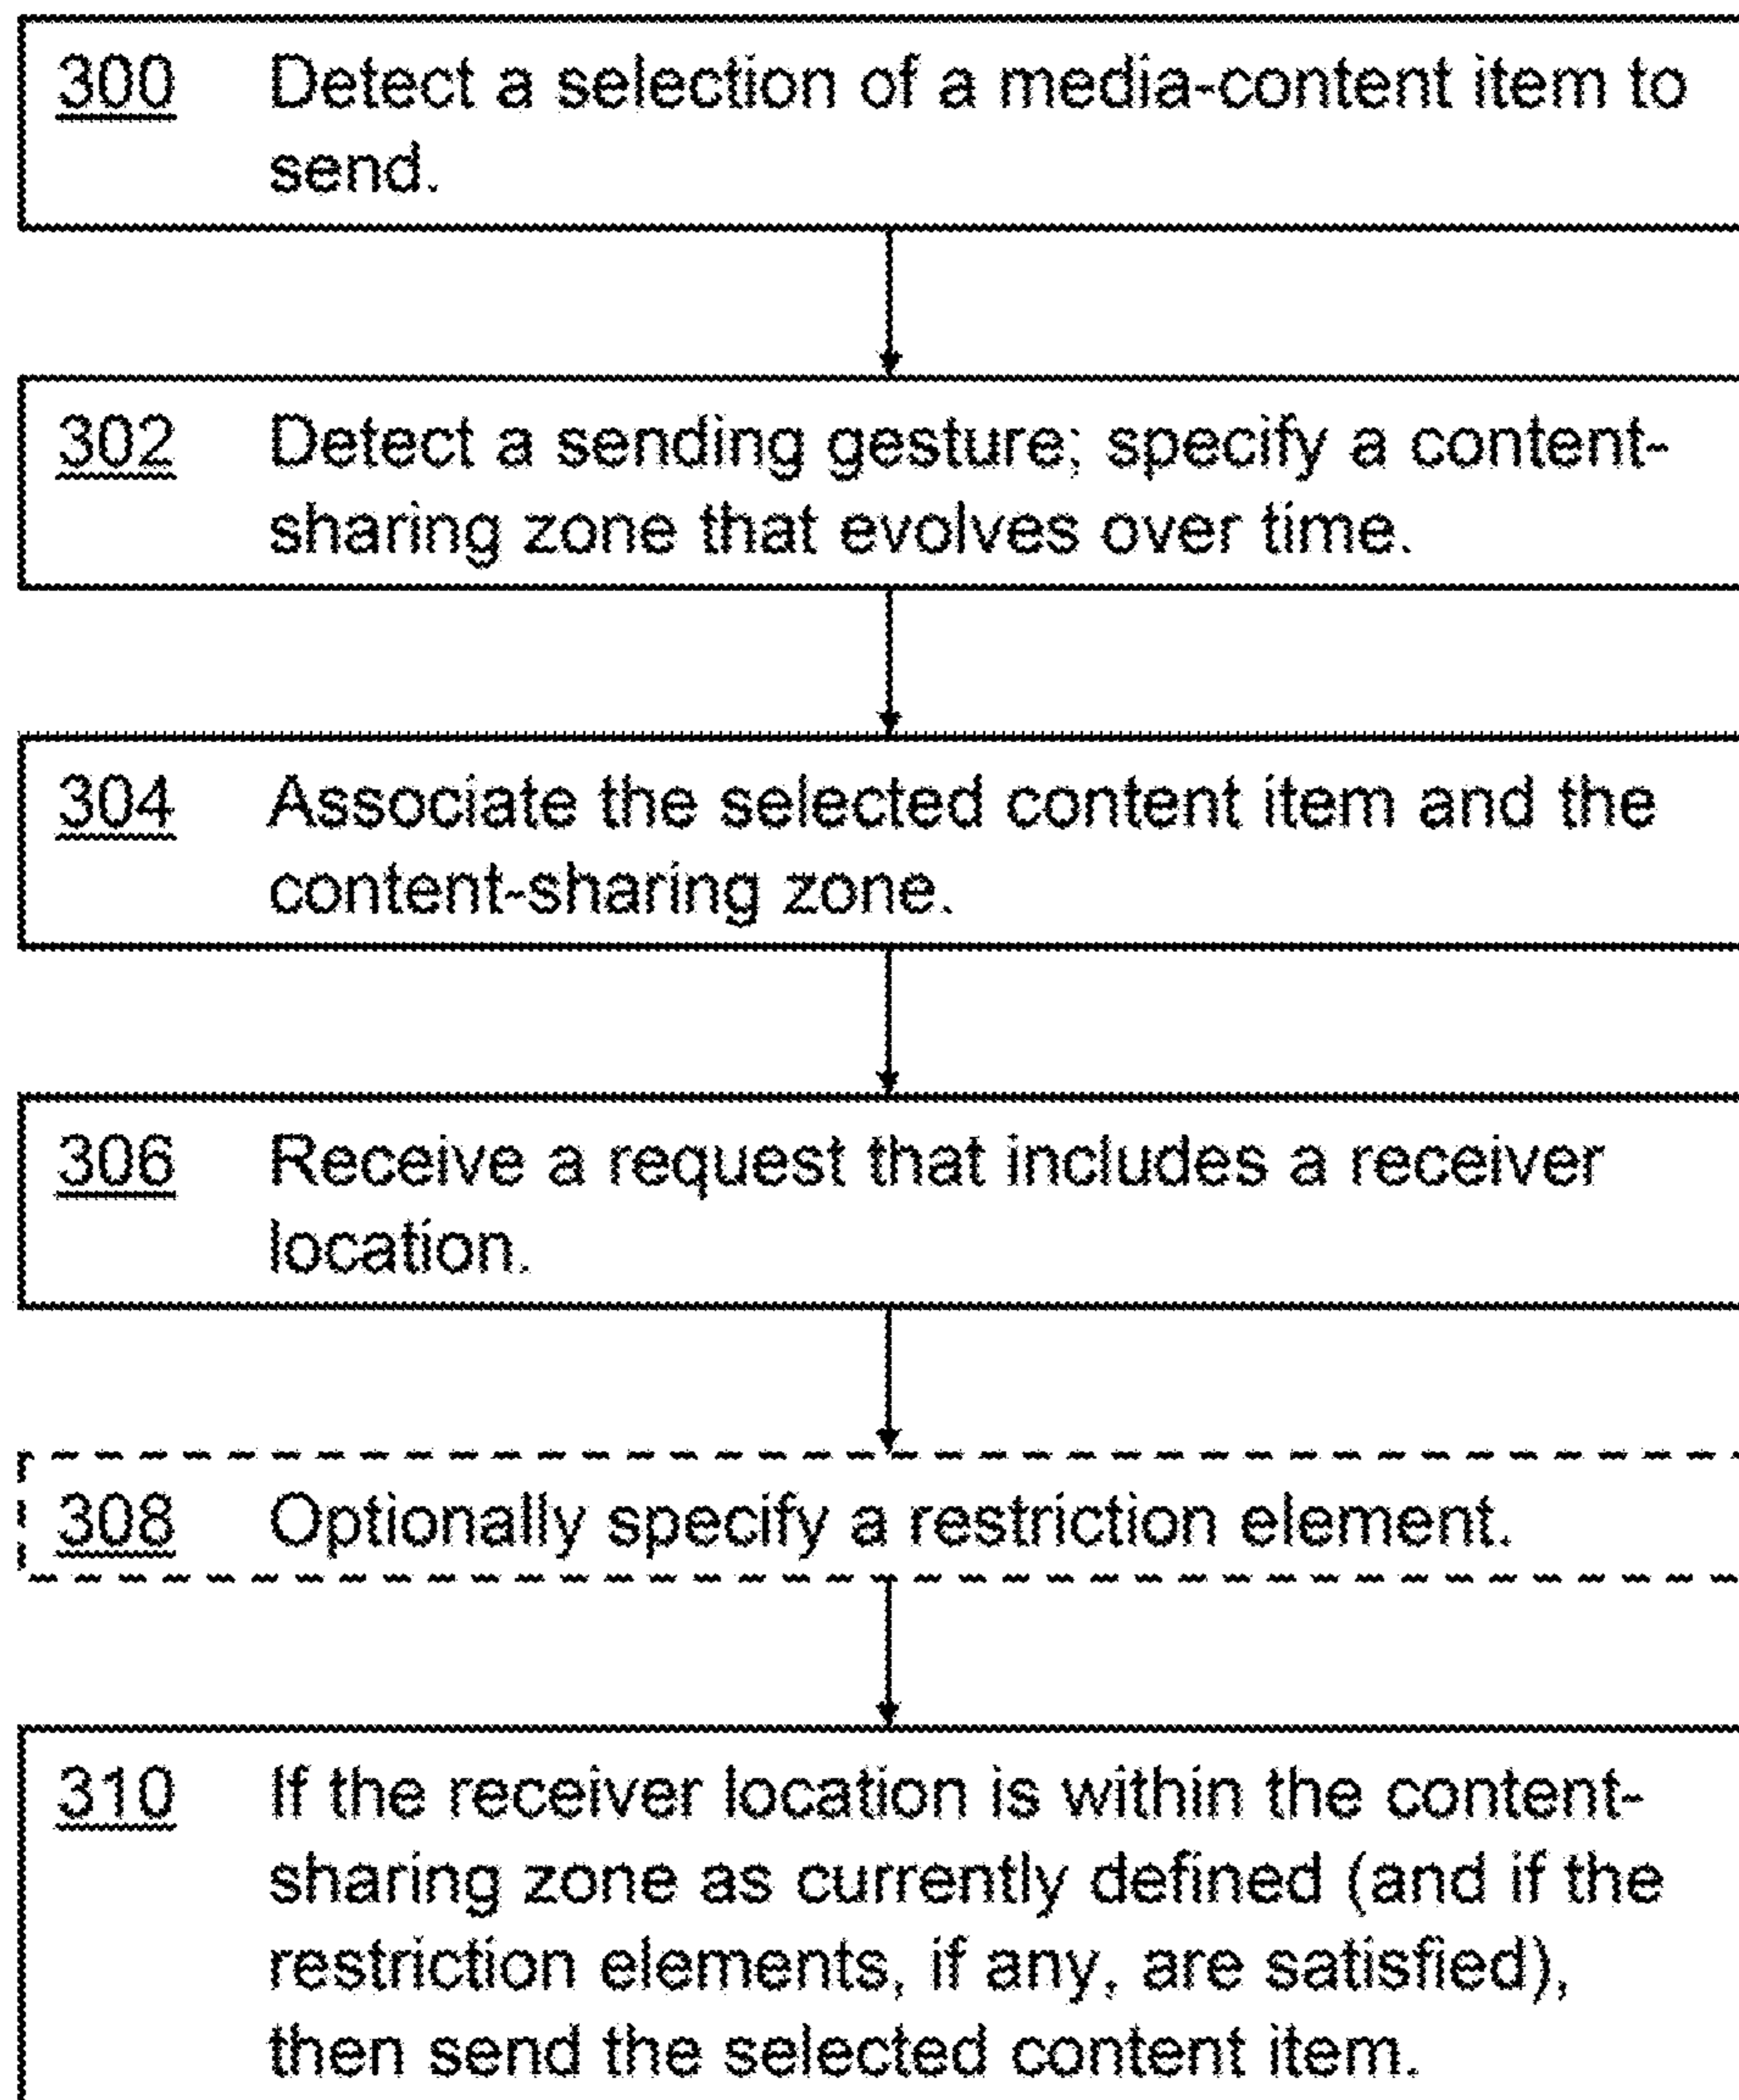 300 Detect a selection of a media-content item to
send.
302 Detect a sending gesture; specify a content-
sharing zone that evolves over time.
304 Associate the selected content item and the
content-sharing zone.
306 Receive a request that includes a receiver
location.
308 Optionally specify a restriction element.
310 If the receiver location is within the content-
sharing zone as currently defined (and if the
restriction elements, if any, are satisfied),
then send the selected content item.